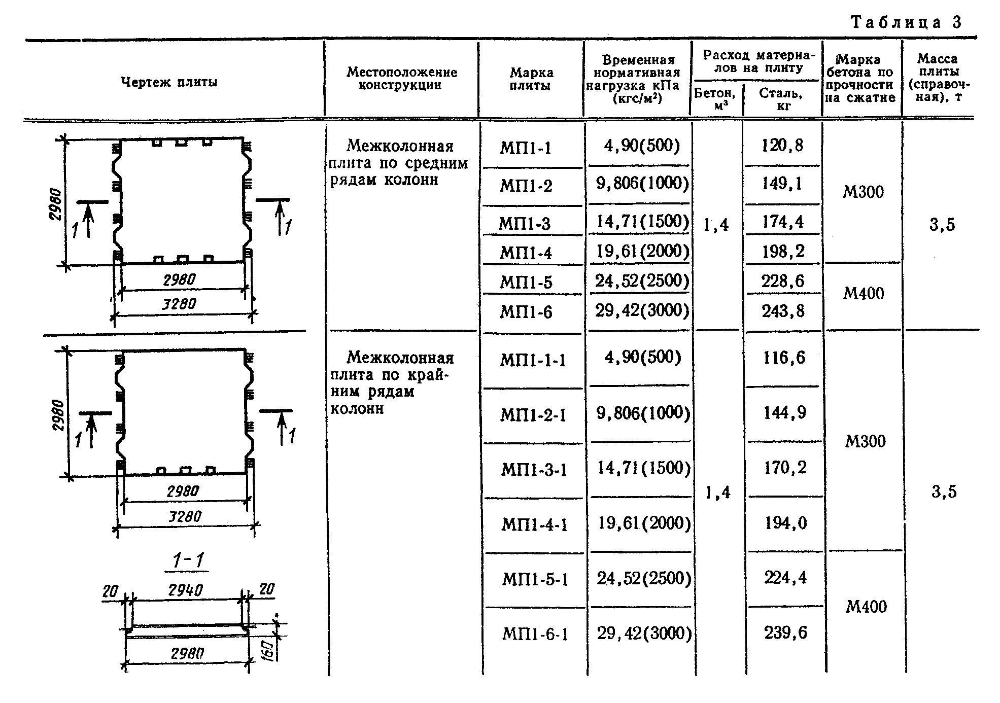 Таблица 3
Чертеж плиты
Местоположение
конструкции
Марка
плиты
Временная
нормативная
нагрузка кПа
(кгс/м²)
Расход материа-
лов на плиту
Бетон,
м³
Сталь,
кг
Марка
бетона по
прочности
на сжатие
Масса
плиты
(справоч-
ная), т
2980
1
1
2980
3280
Межколонная
плита по средним
рядам колонн
МП1-1
4,90(500)
120,8
МП1-2
9,806(1000)
149,1
МП1-3
14,71(1500)
174,4
МП1-4
19,61(2000)
198,2
МП1-5
24,52(2500)
228,6
МП1-6
29,42(3000)
243,8
1,4
М300
М400
3,5
2980
1
1
2980
3280
1-1
20
2940
20
2980
160
Межколонная
плита по край-
ним рядам
колонн
МП1-1-1
4,90(500)
116,6
МП1-2-1
9,806(1000)
144,9
МП1-3-1
14,71(1500)
170,2
МП1-4-1
19,61(2000)
194,0
МП1-5-1
24,52(2500)
224,4
МП1-6-1
29,42(3000)
239,6
1,4
М300
М400
3,5